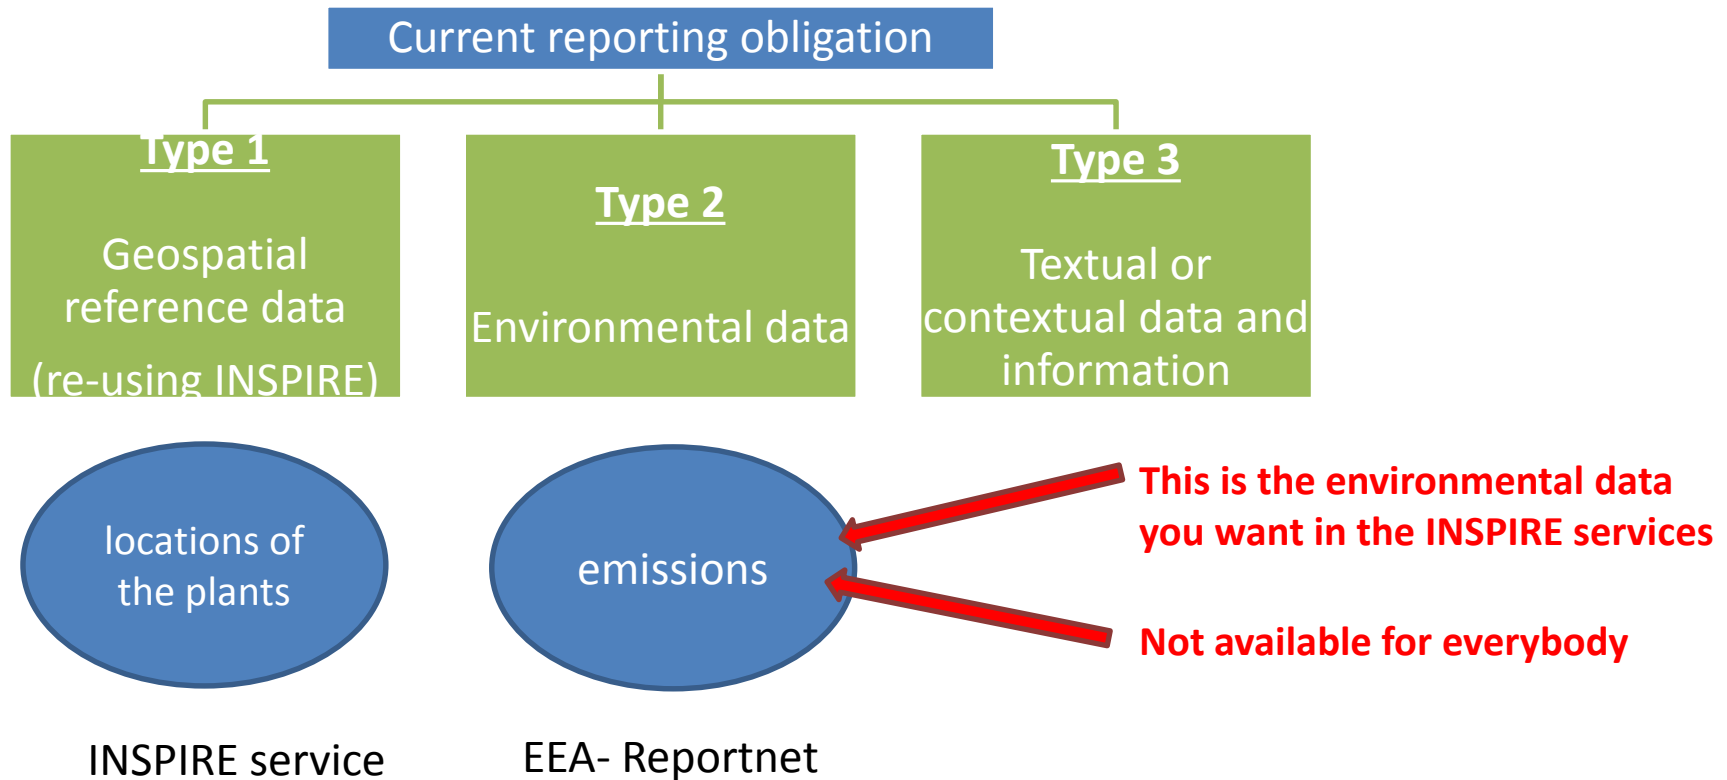 Current reporting obligation
Type 1
Geospatial
reference data
(re-using INSPIRE)
Type 2
Environmental data
Type 3
Textual or
contextual data and
information
locations of
the plants
emissions
This is the environmental data
you want in the INSPIRE services
Not available for everybody
INSPIRE service
EEA- Reportnet